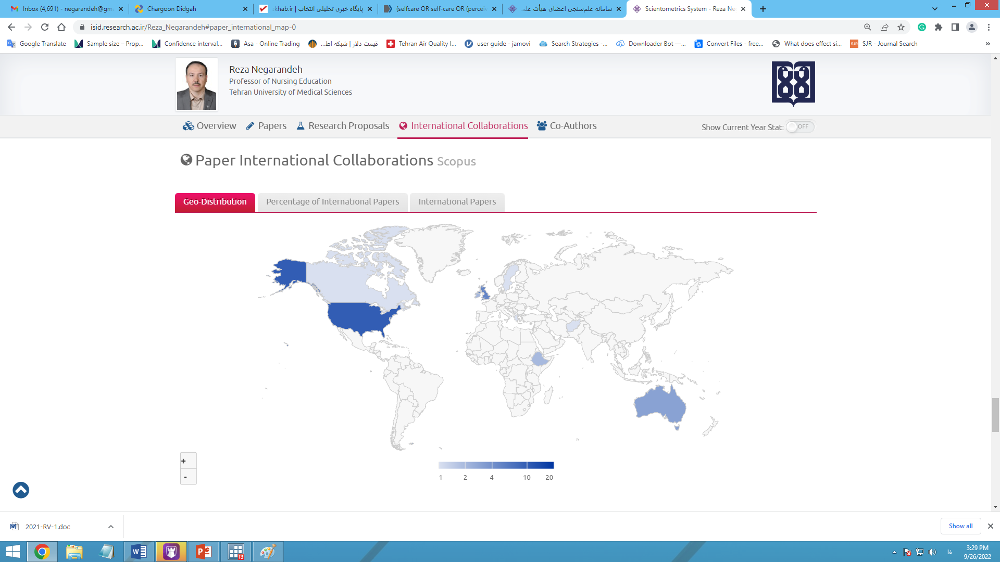 Inbox (4,691) - negarandeh@gma
Chargoon Didgah
پایگاه خبری تحلیلی انتخاب | ekhab.ir
(selfcare OR self-care OR (perceiv
سامانه علم‌سنجی اعضای هیأت علم
Scientometrics System - Reza Ne
isid.research.ac.ir/Reza_Negarandeh#paper_international_map-0
Google Translate
Sample size – Prop...
Confidence interval...
Asa - Online Trading
قیمت دلار | شبکه اط...
Tehran Air Quality I...
user guide - jamovi
Search Strategies -...
Downloader Bot —...
Convert Files - free...
What does effect si...
SJR
SJR - Journal Search
»
Reza Negarandeh
Professor of Nursing Education
Tehran University of Medical Sciences
Overview
Papers
Research Proposals
International Collaborations
Co-Authors
Show Current Year Stat:
OFF
Paper International Collaborations Scopus
Geo-Distribution
Percentage of International Papers
International Papers
+
-
1 2 4 10 20
2021-RV-1.doc
Show all
13
فا
3:29 PM
9/26/2022